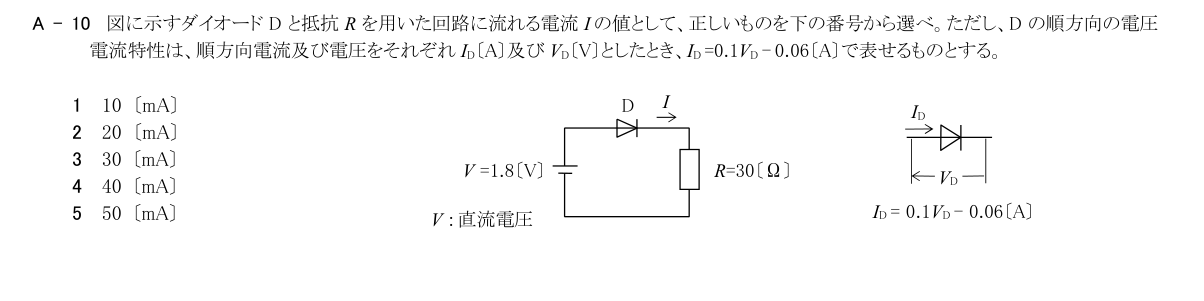 A － 10 図に示すダイオード D と抵抗 R を用いた回路に流れる電流 I の値として、正しいものを下の番号から選べ。ただし、D の順方向の電圧
電流特性は、順方向電流及び電圧をそれぞれ ID〔A〕及び VD〔V〕としたとき、ID =0.1VD－0.06〔A〕で表せるものとする。
1 10 〔mA〕
2 20 〔mA〕
3 30 〔mA〕
4 40 〔mA〕
5 50 〔mA〕
D I
V =1.8〔V〕
R=30〔Ω〕
V : 直流電圧
ID
VD
ID = 0.1VD－0.06〔A〕